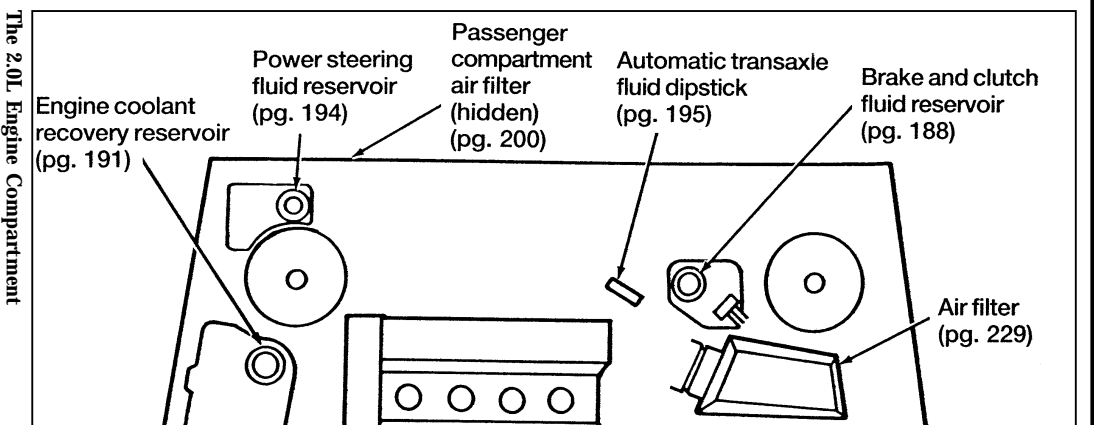 The 2.0L Engine Compartment
Engine coolant
recovery reservoir
(pg. 191)
Power steering
fluid reservoir
(pg. 194)
Passenger
compartment
air filter
(hidden)
(pg. 200)
Automatic transaxle
fluid dipstick
(pg. 195)
Brake and clutch
fluid reservoir
(pg. 188)
Air filter
(pg. 229)